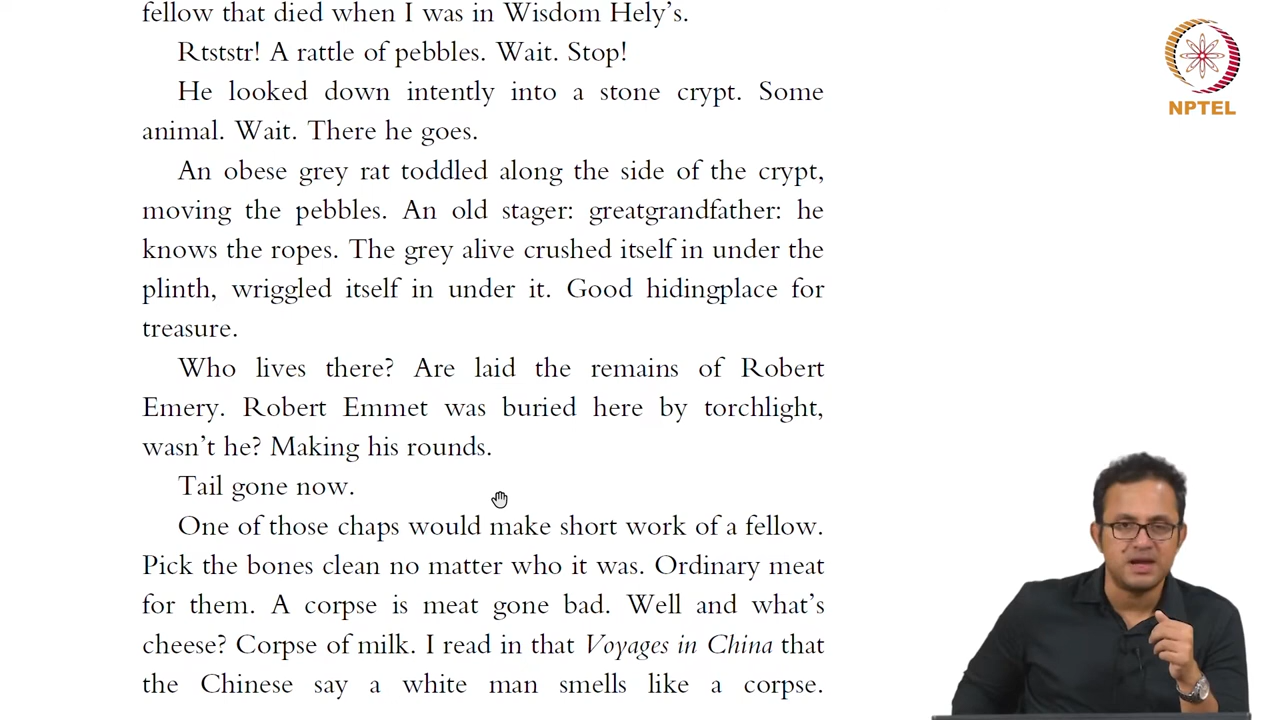 fellow that died when I was in Wisdom Hely's.
Rtststr! A rattle of pebbles. Wait. Stop!
He looked down intently into a stone crypt. Some
animal. Wait. There he goes.
An obese grey rat toddled along the side of the crypt,
moving the pebbles. An old stager: greatgrandfather: he
knows the ropes. The grey alive crushed itself in under the
plinth, wriggled itself in under it. Good hidingplace for
treasure.
Who lives there? Are laid the remains of Robert
Emery. Robert Emmet was buried here by torchlight,
wasn't he? Making his rounds.
Tail gone now.
One of those chaps would make short work of a fellow.
Pick the bones clean no matter who it was. Ordinary meat
for them. A corpse is meat gone bad. Well and what's
cheese? Corpse of milk. I read in that Voyages in China that
the Chinese say a white man smells like a corpse.
NPTEL